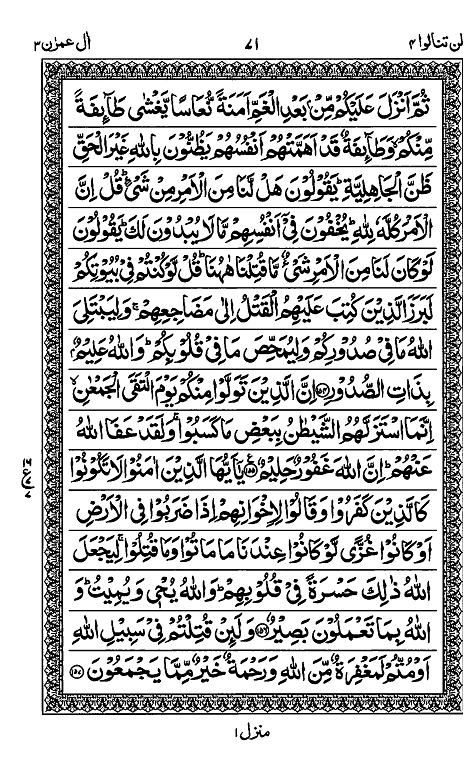 لن تنالوا ۴ ۷۱ اٰل عمرٰن ۳
ثُمَّ اَنْزَلَ عَلَيْكُمْ مِّنْۢ بَعْدِ الْغَمِّ اَمَنَةً نُّعَاسًا يَّغْشٰى طَآئِفَةً
مِّنْكُمْ ۙ وَطَآئِفَةٌ قَدْ اَهَمَّتْهُمْ اَنْفُسُهُمْ يَظُنُّوْنَ بِاللّٰهِ غَيْرَ الْحَقِّ
ظَنَّ الْجَاهِلِيَّةِ ؕ يَقُوْلُوْنَ هَلْ لَّنَا مِنَ الْاَمْرِ مِنْ شَىْءٍ ؕ قُلْ اِنَّ
الْاَمْرَ كُلَّهٗ لِلّٰهِ ؕ يُخْفُوْنَ فِىْٓ اَنْفُسِهِمْ مَّا لَا يُبْدُوْنَ لَكَ ؕ يَقُوْلُوْنَ
لَوْ كَانَ لَنَا مِنَ الْاَمْرِ شَىْءٌ مَّا قُتِلْنَا هٰهُنَا ؕ قُلْ لَّوْ كُنْتُمْ فِىْ بُيُوْتِكُمْ
لَبَرَزَ الَّذِيْنَ كُتِبَ عَلَيْهِمُ الْقَتْلُ اِلٰى مَضَاجِعِهِمْ ۚ وَلِيَبْتَلِىَ
اللّٰهُ مَا فِىْ صُدُوْرِكُمْ وَلِيُمَحِّصَ مَا فِىْ قُلُوْبِكُمْ ؕ وَاللّٰهُ عَلِيْمٌۢ
بِذَاتِ الصُّدُوْرِ ﴿۱۵۴﴾ اِنَّ الَّذِيْنَ تَوَلَّوْا مِنْكُمْ يَوْمَ الْتَقَى الْجَمْعٰنِ ۙ
اِنَّمَا اسْتَزَلَّهُمُ الشَّيْطٰنُ بِبَعْضِ مَا كَسَبُوْا ۚ وَلَقَدْ عَفَا اللّٰهُ
عَنْهُمْ ؕ اِنَّ اللّٰهَ غَفُوْرٌ حَلِيْمٌ ﴿۱۵۵﴾ يٰٓاَيُّهَا الَّذِيْنَ اٰمَنُوْا لَا تَكُوْنُوْا
كَالَّذِيْنَ كَفَرُوْا وَقَالُوْا لِاِخْوَانِهِمْ اِذَا ضَرَبُوْا فِى الْاَرْضِ
اَوْ كَانُوْا غُزًّى لَّوْ كَانُوْا عِنْدَنَا مَا مَاتُوْا وَمَا قُتِلُوْا ۚ لِيَجْعَلَ
اللّٰهُ ذٰلِكَ حَسْرَةً فِىْ قُلُوْبِهِمْ ؕ وَاللّٰهُ يُحْىٖ وَيُمِيْتُ ؕ وَ
اللّٰهُ بِمَا تَعْمَلُوْنَ بَصِيْرٌ ﴿۱۵۶﴾ وَلَئِنْ قُتِلْتُمْ فِىْ سَبِيْلِ اللّٰهِ
اَوْ مُتُّمْ لَمَغْفِرَةٌ مِّنَ اللّٰهِ وَرَحْمَةٌ خَيْرٌ مِّمَّا يَجْمَعُوْنَ ﴿۱۵۷﴾
منزل ۱